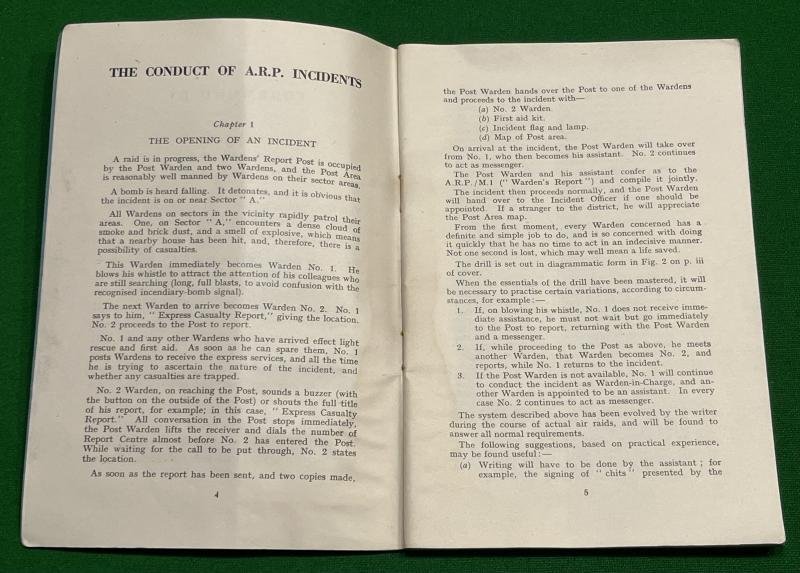 THE CONDUCT OF A.R.P. INCIDENTS
Chapter 1
THE OPENING OF AN INCIDENT
A raid is in progress, the Wardens' Report Post is occupied
by the Post Warden and two Wardens, and the Post Area
is reasonably well manned by Wardens on their sector areas.
A bomb is heard falling. It detonates, and it is obvious that
the incident is on or near Sector " A."
All Wardens on sectors in the vicinity rapidly patrol their
areas. One, on Sector " A," encounters a dense cloud of
smoke and brick dust, and a smell of explosive, which means
that a nearby house has been hit, and, therefore, there is a
possibility of casualties.
This Warden immediately becomes Warden No. 1. He
blows his whistle to attract the attention of his colleagues who
are still searching (long, full blasts, to avoid confusion with the
recognised incendiary-bomb signal).
The next Warden to arrive becomes Warden No. 2. No. 1
says to him, " Express Casualty Report," giving the location.
No. 2 proceeds to the Post to report.
No. 1 and any other Wardens who have arrived effect light
rescue and first aid. As soon as he can spare them, No. 1
posts Wardens to receive the express services, and all the time
he is trying to ascertain the nature of the incident, and
whether any casualties are trapped.
No. 2 Warden, on reaching the Post, sounds a buzzer (with
the button on the outside of the Post) or shouts the full title
of his report, for example; in this case, " Express Casualty
Report." All conversation in the Post stops immediately,
the Post Warden lifts the receiver and dials the number of
Report Centre almost before No. 2 has entered the Post.
While waiting for the call to be put through, No. 2 states
the location.
As soon as the report has been sent, and two copies made,
4
the Post Warden hands over the Post to one of the Wardens
and proceeds to the incident with—
(a) No. 2 Warden.
(b) First aid kit.
(c) Incident flag and lamp.
(d) Map of Post area.
On arrival at the incident, the Post Warden will take over
from No. 1, who then becomes his assistant. No. 2 continues
to act as messenger.
The Post Warden and his assistant confer as to the
A.R.P./M.1 (" Warden's Report ") and compile it jointly.
The incident then proceeds normally, and the Post Warden
will hand over to the Incident Officer if one should be
appointed. If a stranger to the district, he will appreciate
the Post Area map.
From the first moment, every Warden concerned has a
definite and simple job to do, and is so concerned with doing
it quickly that he has no time to act in an indecisive manner.
Not one second is lost, which may well mean a life saved.
The drill is set out in diagrammatic form in Fig. 2 on p. iii
of cover.
When the essentials of the drill have been mastered, it will
be necessary to practise certain variations, according to circum-
stances, for example:—
1. If, on blowing his whistle, No. 1 does not receive imme-
diate assistance, he must not wait but go immediately
to the Post to report, returning with the Post Warden
and a messenger.
2. If, while proceeding to the Post as above, he meets
another Warden, that Warden becomes No. 2, and
reports, while No. 1 returns to the incident.
3. If the Post Warden is not available, No. 1 will continue
to conduct the incident as Warden-in-Charge, and an-
other Warden is appointed to be assistant. In every
case No. 2 continues to act as messenger.
The system described above has been evolved by the writer
during the course of actual air raids, and will be found to
answer all normal requirements.
The following suggestions, based on practical experience,
may be found useful:—
(a) Writing will have to be done by the assistant; for
example, the signing of " chits " presented by the
5